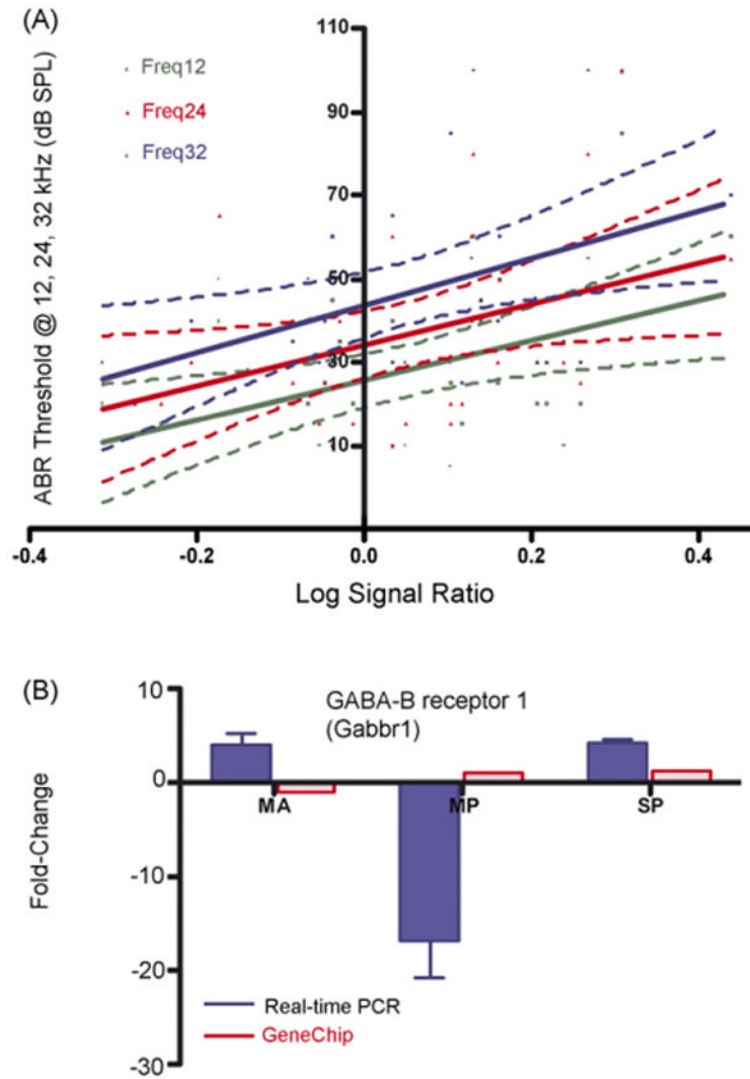 (A)
ABR Threshold @ 12, 24, 32 kHz (dB SPL)
110
90
70
50
30
10
Freq12
Freq24
Freq32
-0.4
-0.2
0.0
0.2
0.4
Log Signal Ratio
(B)
GABA-B receptor 1
(Gabbr1)
Fold-Change
10
0
-10
-20
-30
MA
MP
SP
Real-time PCR
GeneChip